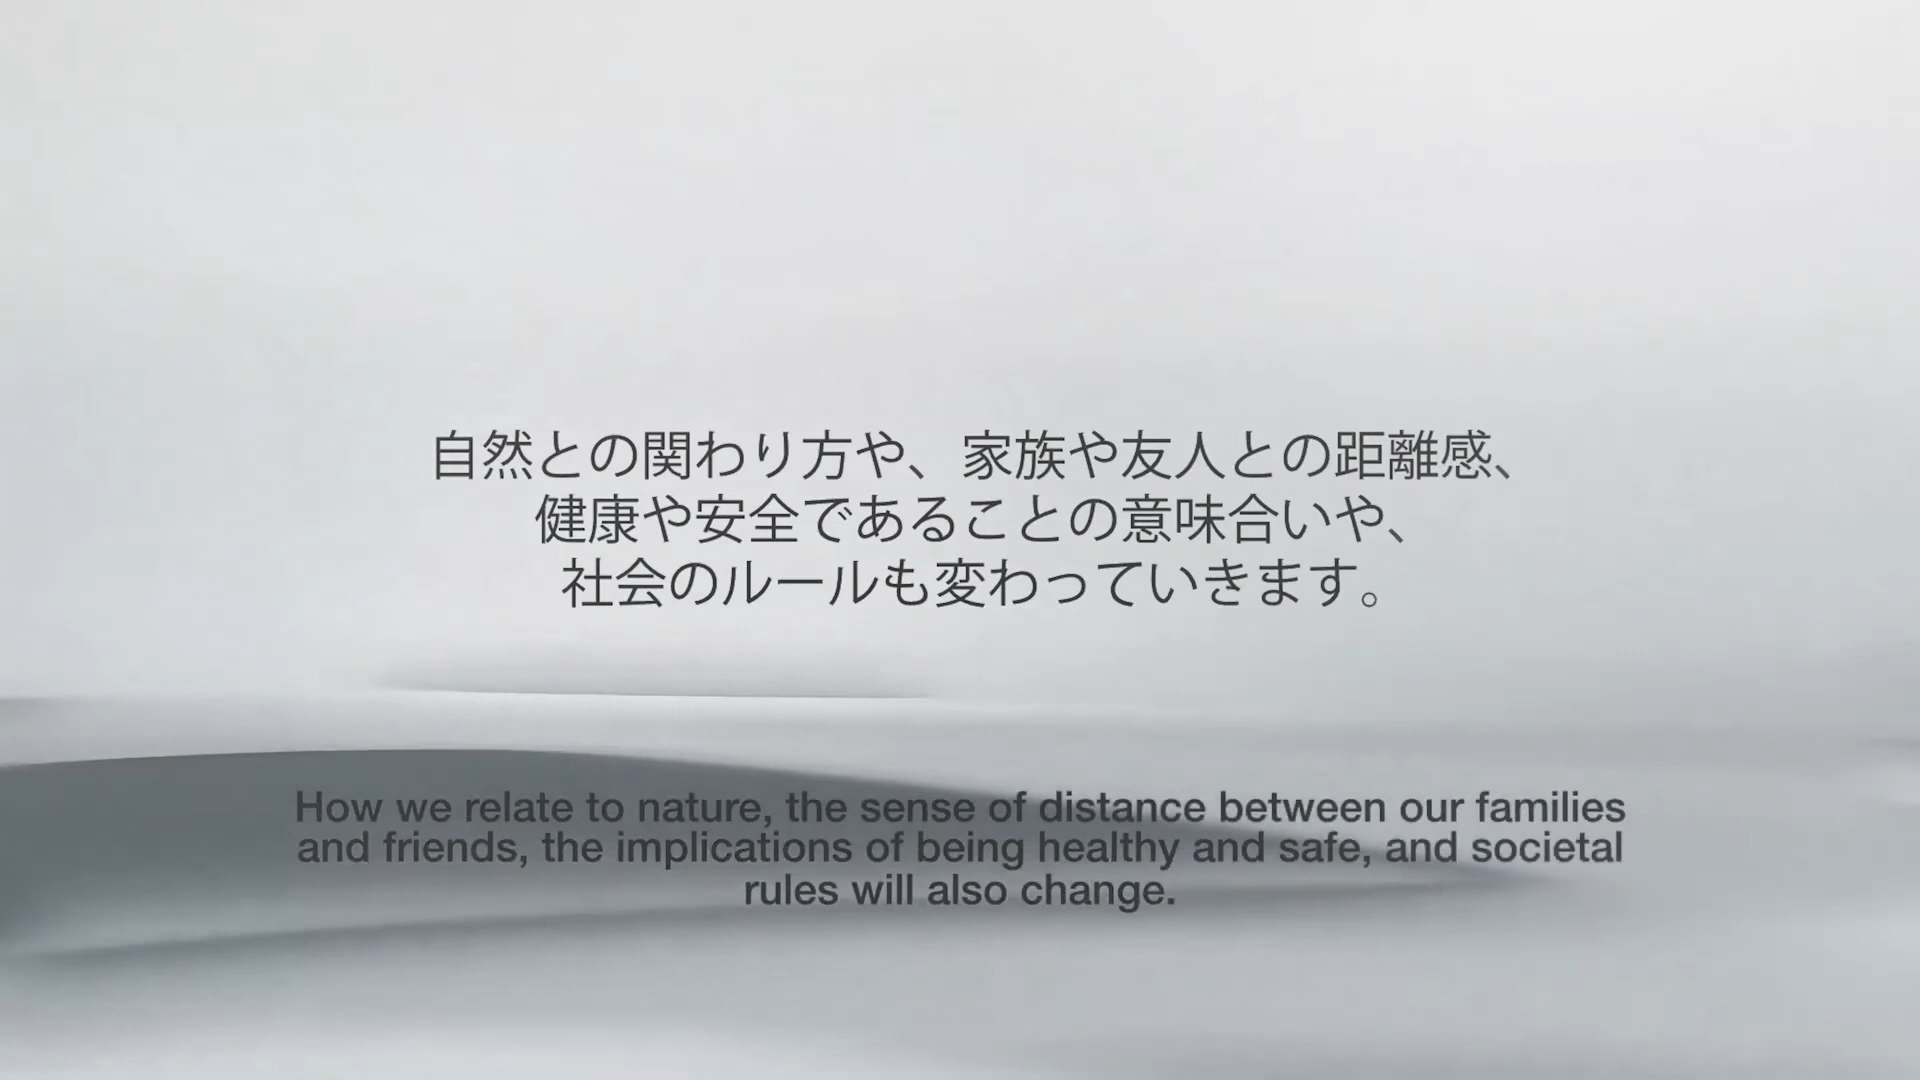 自然との関わり方や、家族や友人との距離感、
健康や安全であることの意味合いや、
社会のルールも変わっていきます。
How we relate to nature, the sense of distance between our families
and friends, the implications of being healthy and safe, and societal
rules will also change.